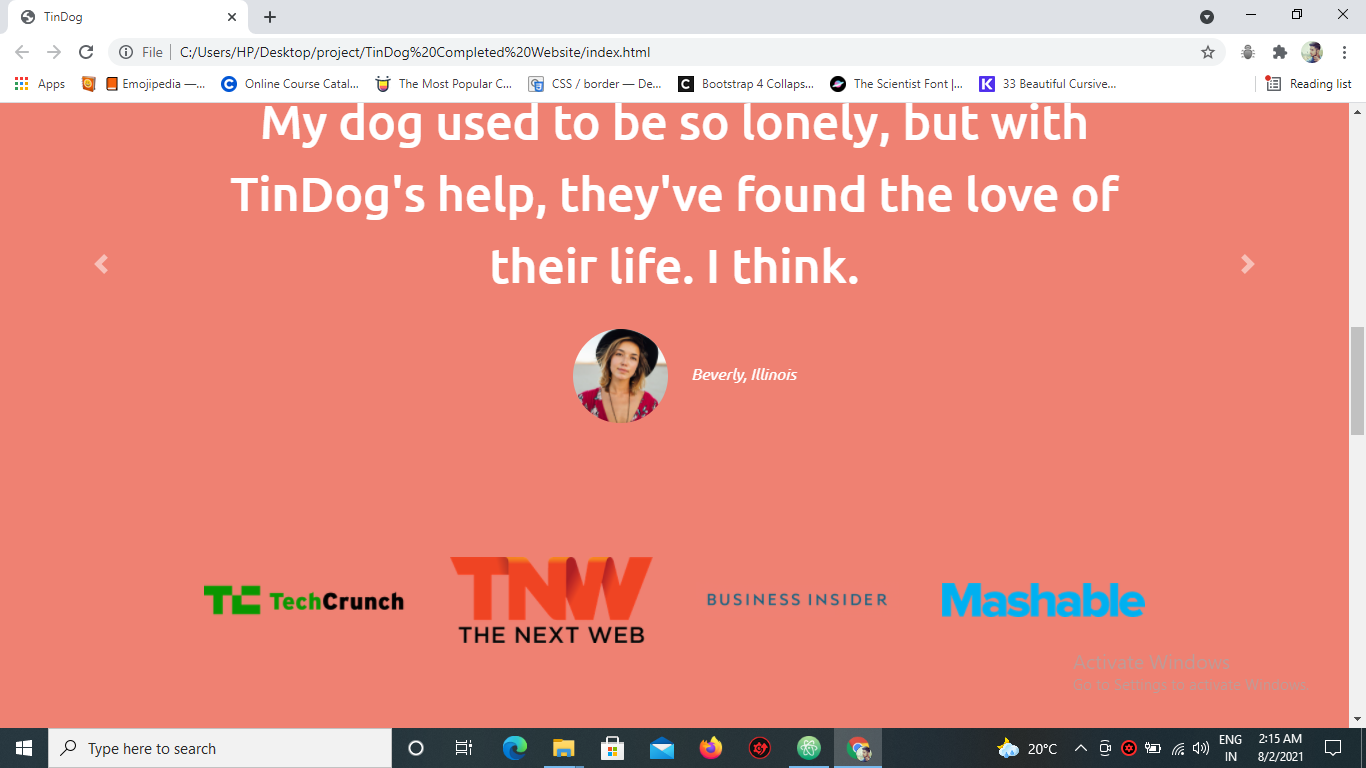 TinDog
File
C:/Users/HP/Desktop/project/TinDog%20Completed%20Website/index.html
Apps
Emojipedia —...
Online Course Catal...
The Most Popular C...
CSS / border — De...
Bootstrap 4 Collaps...
The Scientist Font |...
33 Beautiful Cursive...
Reading list
My dog used to be so lonely, but with
TinDog's help, they've found the love of
their life. I think.
Beverly, Illinois
TC TechCrunch
TNW
THE NEXT WEB
BUSINESS INSIDER
Mashable
Activate Windows
Go to Settings to activate Windows.
Type here to search
20°C
ENG
IN
2:15 AM
8/2/2021